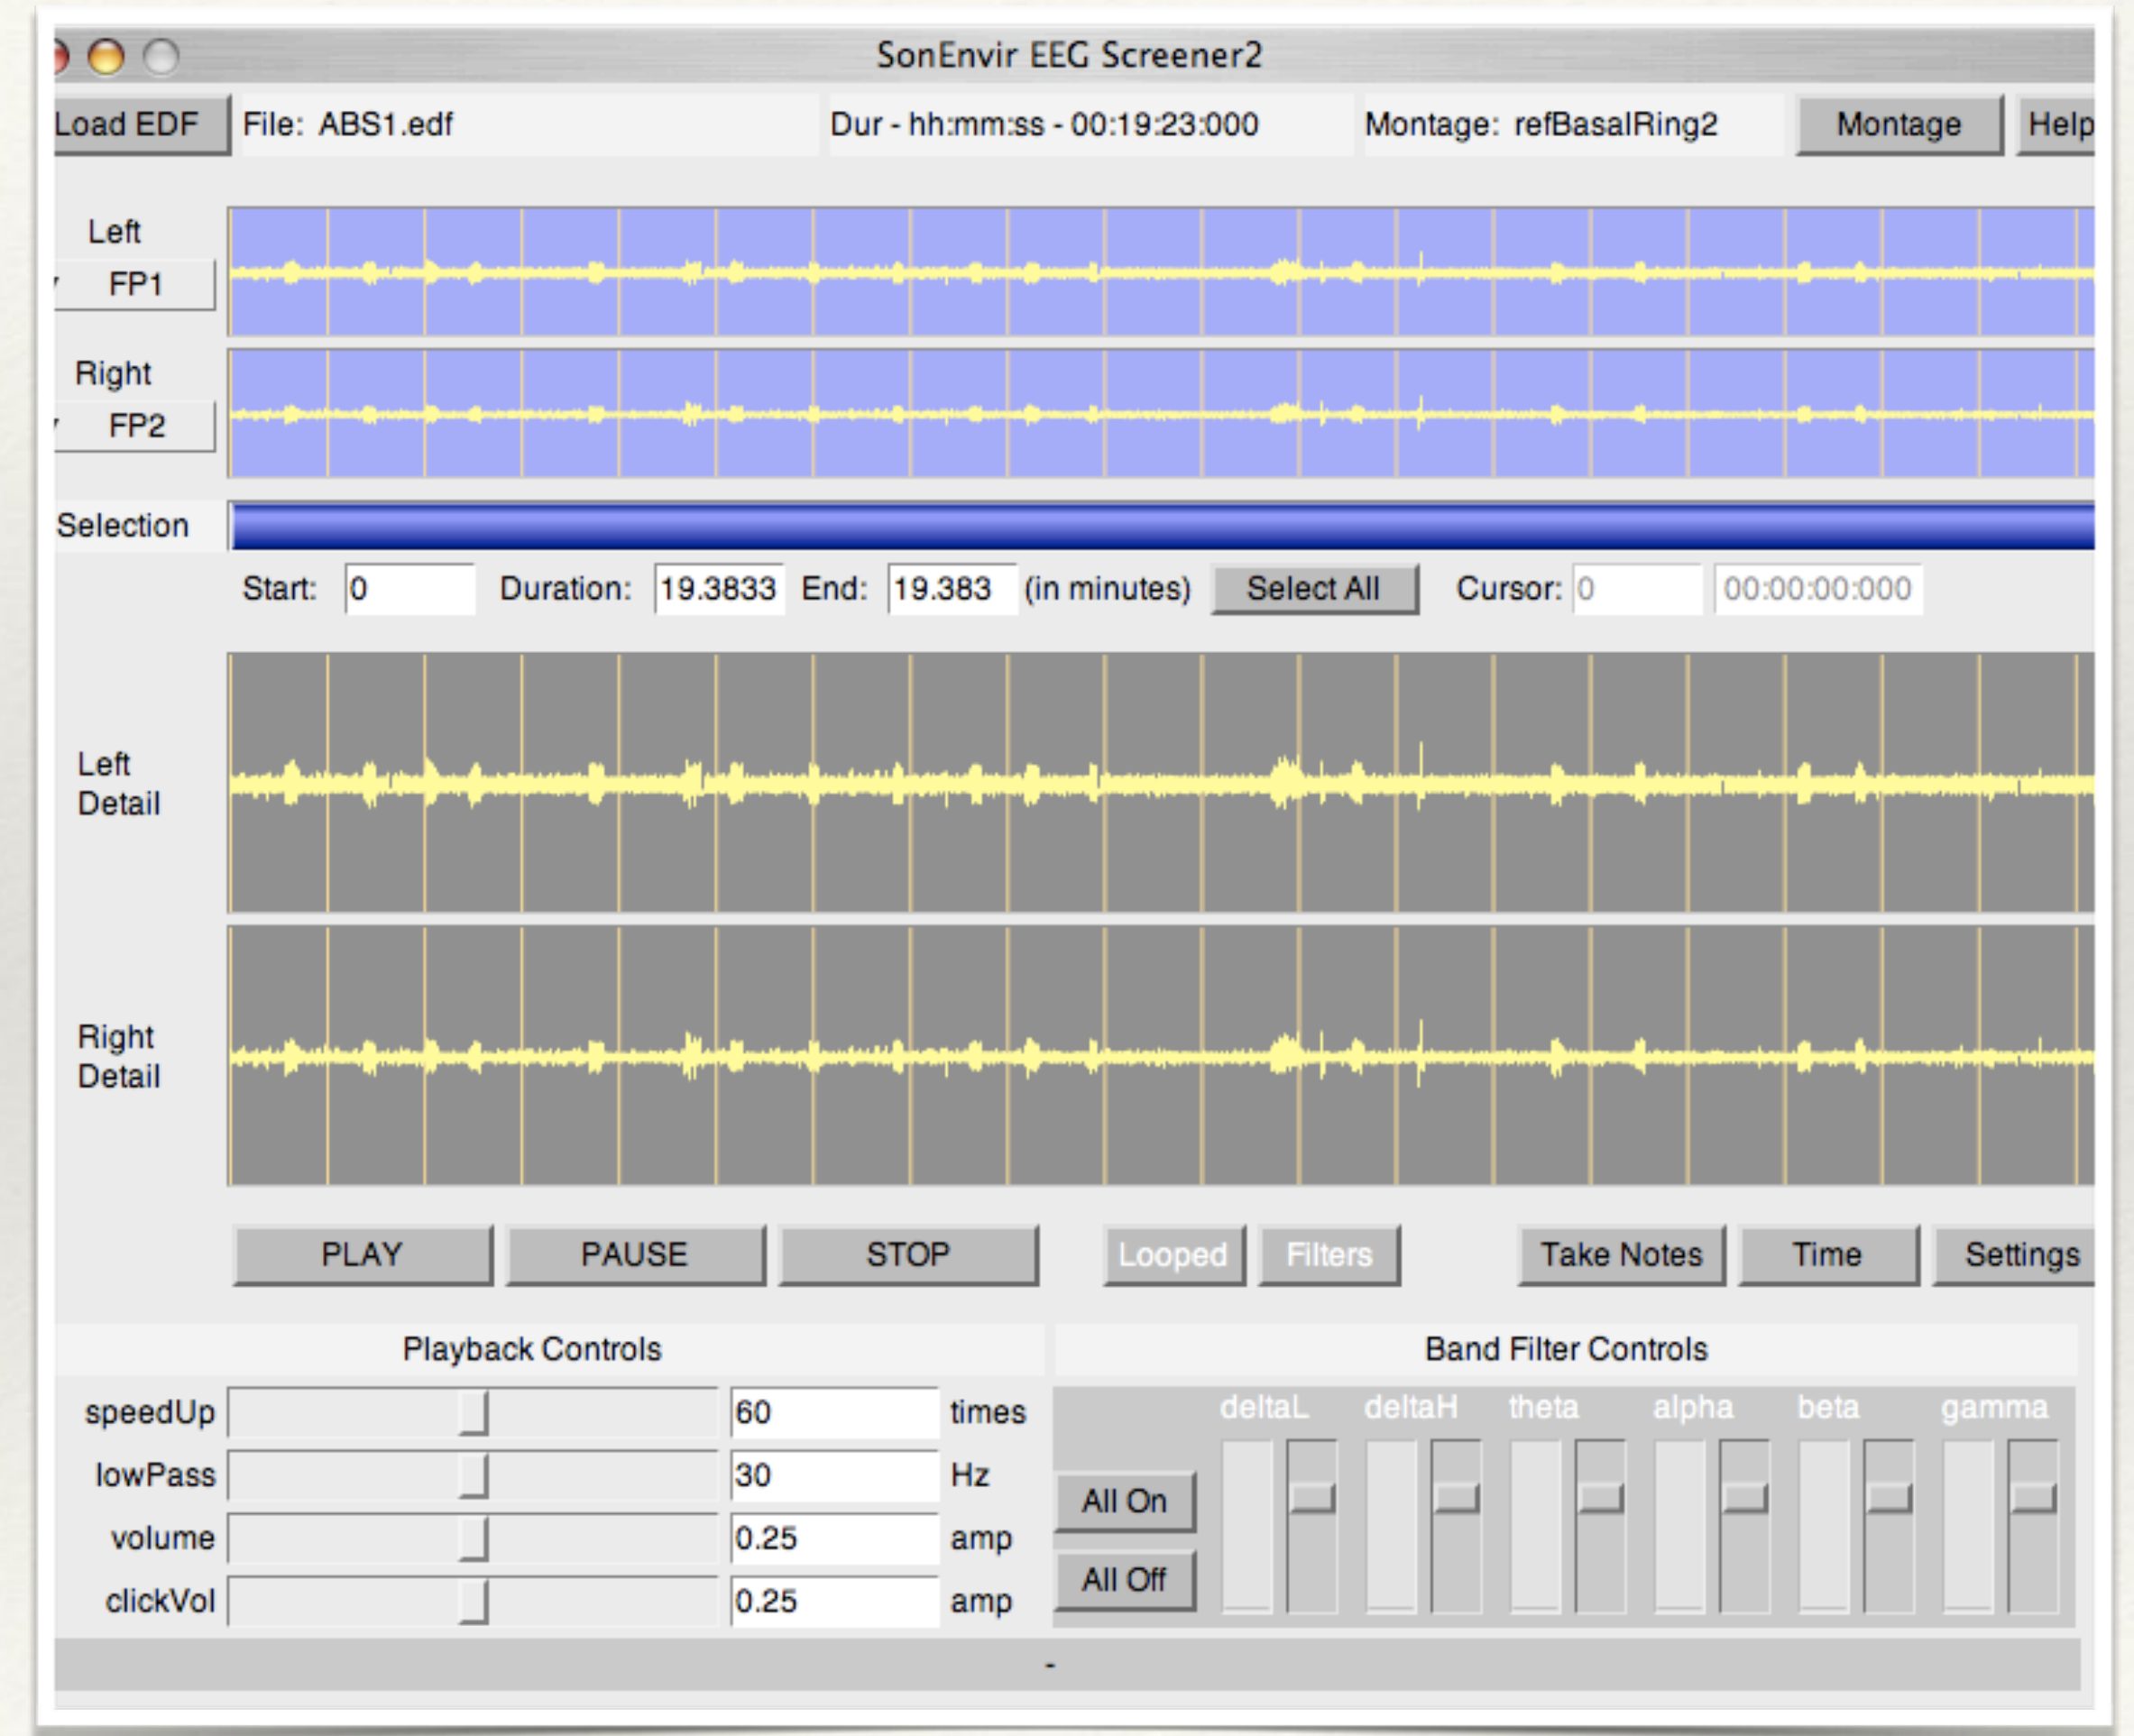 SonEnvir EEG Screener2
Load EDF File: ABS1.edf Dur - hh:mm:ss - 00:19:23:000 Montage: refBasalRing2 Montage Help
Left
FP1
Right
FP2
Selection
Start: 0 Duration: 19.3833 End: 19.383 (in minutes) Select All Cursor: 0 00:00:00:000
Left
Detail
Right
Detail
PLAY PAUSE STOP Looped Filters Take Notes Time Settings
Playback Controls
speedUp 60 times
lowPass 30 Hz
volume 0.25 amp
clickVol 0.25 amp
Band Filter Controls
deltaL deltaH theta alpha beta gamma
All On
All Off
-